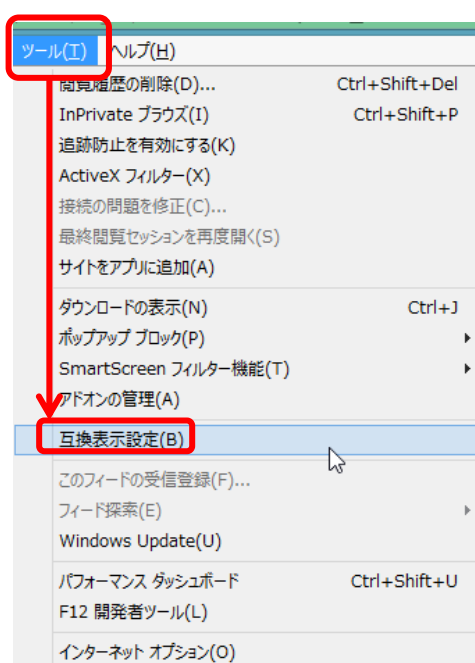 ツール(T) ヘルプ(H)
閲覧履歴の削除(D)... Ctrl+Shift+Del
InPrivate ブラウズ(I) Ctrl+Shift+P
追跡防止を有効にする(K)
ActiveX フィルター(X)
接続の問題を修正(C)...
最終閲覧セッションを再度開く(S)
サイトをアプリに追加(A)
ダウンロードの表示(N) Ctrl+J
ポップアップ ブロック(P)
SmartScreen フィルター機能(T)
アドオンの管理(A)
互換表示設定(B)
このフィードの受信登録(F)...
フィード探索(E)
Windows Update(U)
パフォーマンス ダッシュボード Ctrl+Shift+U
F12 開発者ツール(L)
インターネット オプション(O)